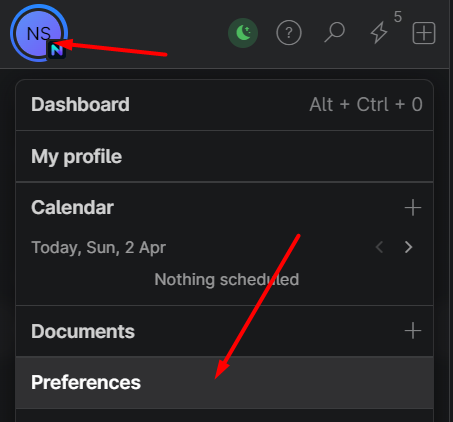 NS
N
5
Dashboard Alt + Ctrl + 0
My profile
Calendar
Today, Sun, 2 Apr
Nothing scheduled
Documents
Preferences